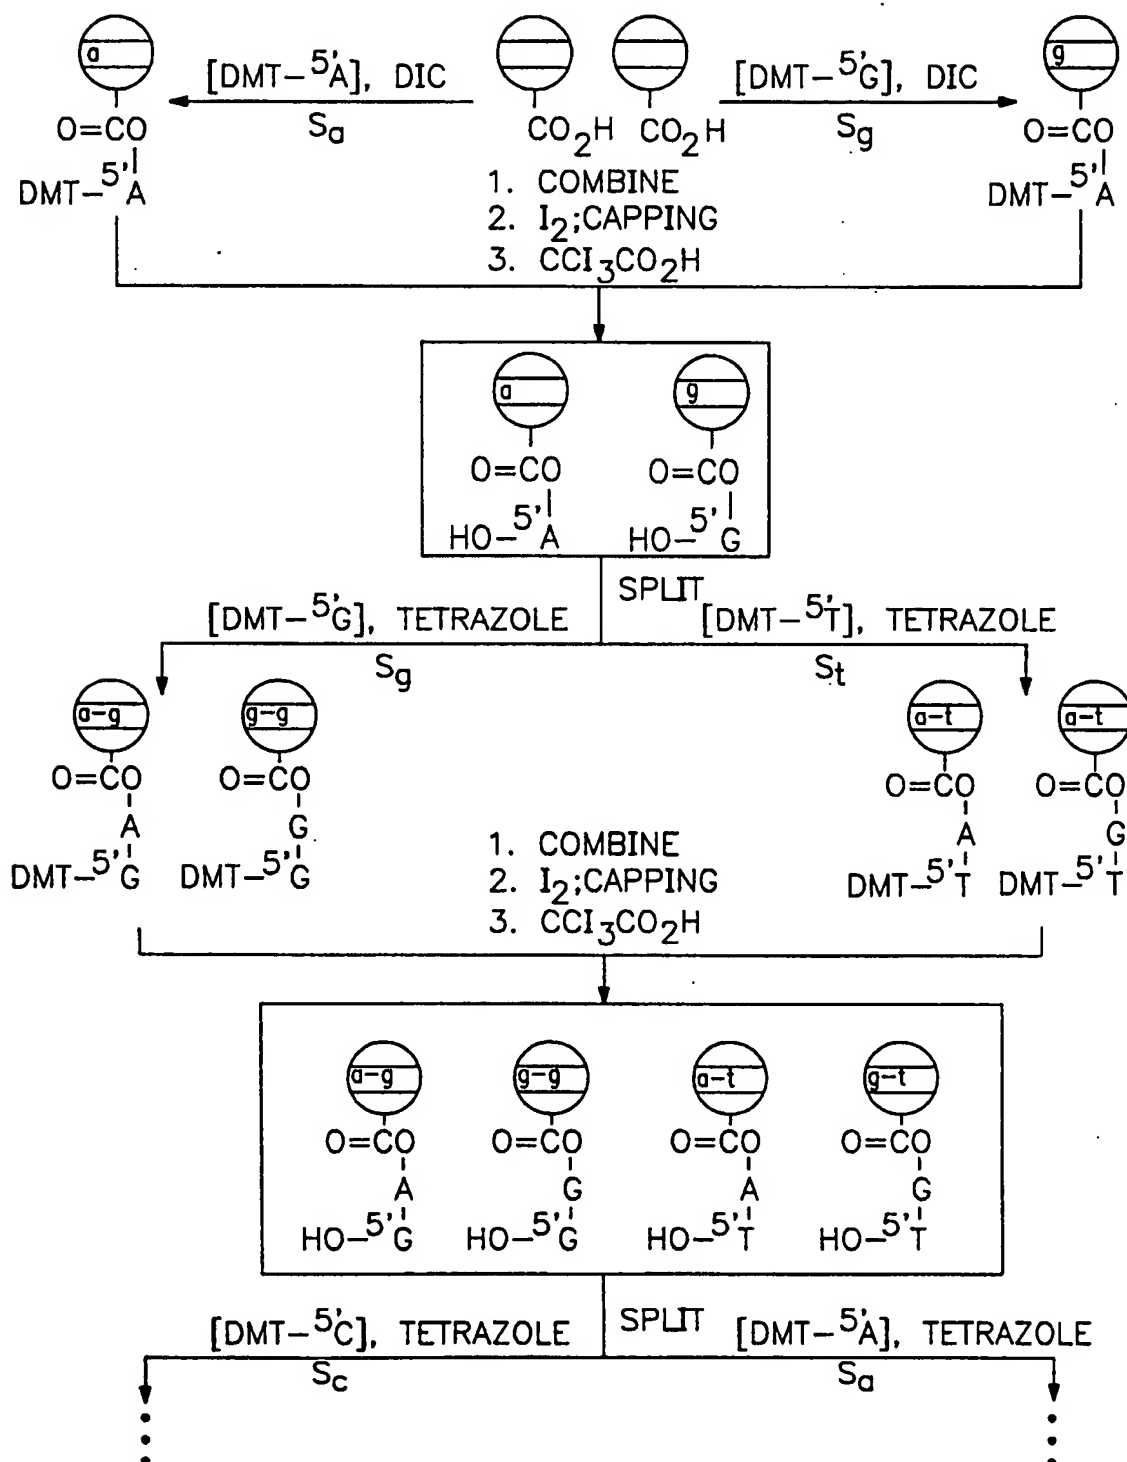 a
g
[DMT-5'A], DIC
[DMT-5'G], DIC
Sa
Sg
CO2H
CO2H
O=CO
O=CO
DMT-5'A
DMT-5'A
1. COMBINE
2. I2;CAPPING
3. CCl3CO2H
a
g
O=CO
O=CO
HO-5'A
HO-5'G
SPLIT
[DMT-5'G], TETRAZOLE
[DMT-5'T], TETRAZOLE
Sg
St
a-g
g-g
a-t
a-t
O=CO
O=CO
O=CO
O=CO
A
G
A
G
DMT-5'G
DMT-5'G
DMT-5'T
DMT-5'T
1. COMBINE
2. I2;CAPPING
3. CCl3CO2H
a-g
g-g
a-t
g-t
O=CO
O=CO
O=CO
O=CO
A
G
A
G
HO-5'G
HO-5'G
HO-5'T
HO-5'T
SPLIT
[DMT-5'C], TETRAZOLE
[DMT-5'A], TETRAZOLE
Sc
Sa